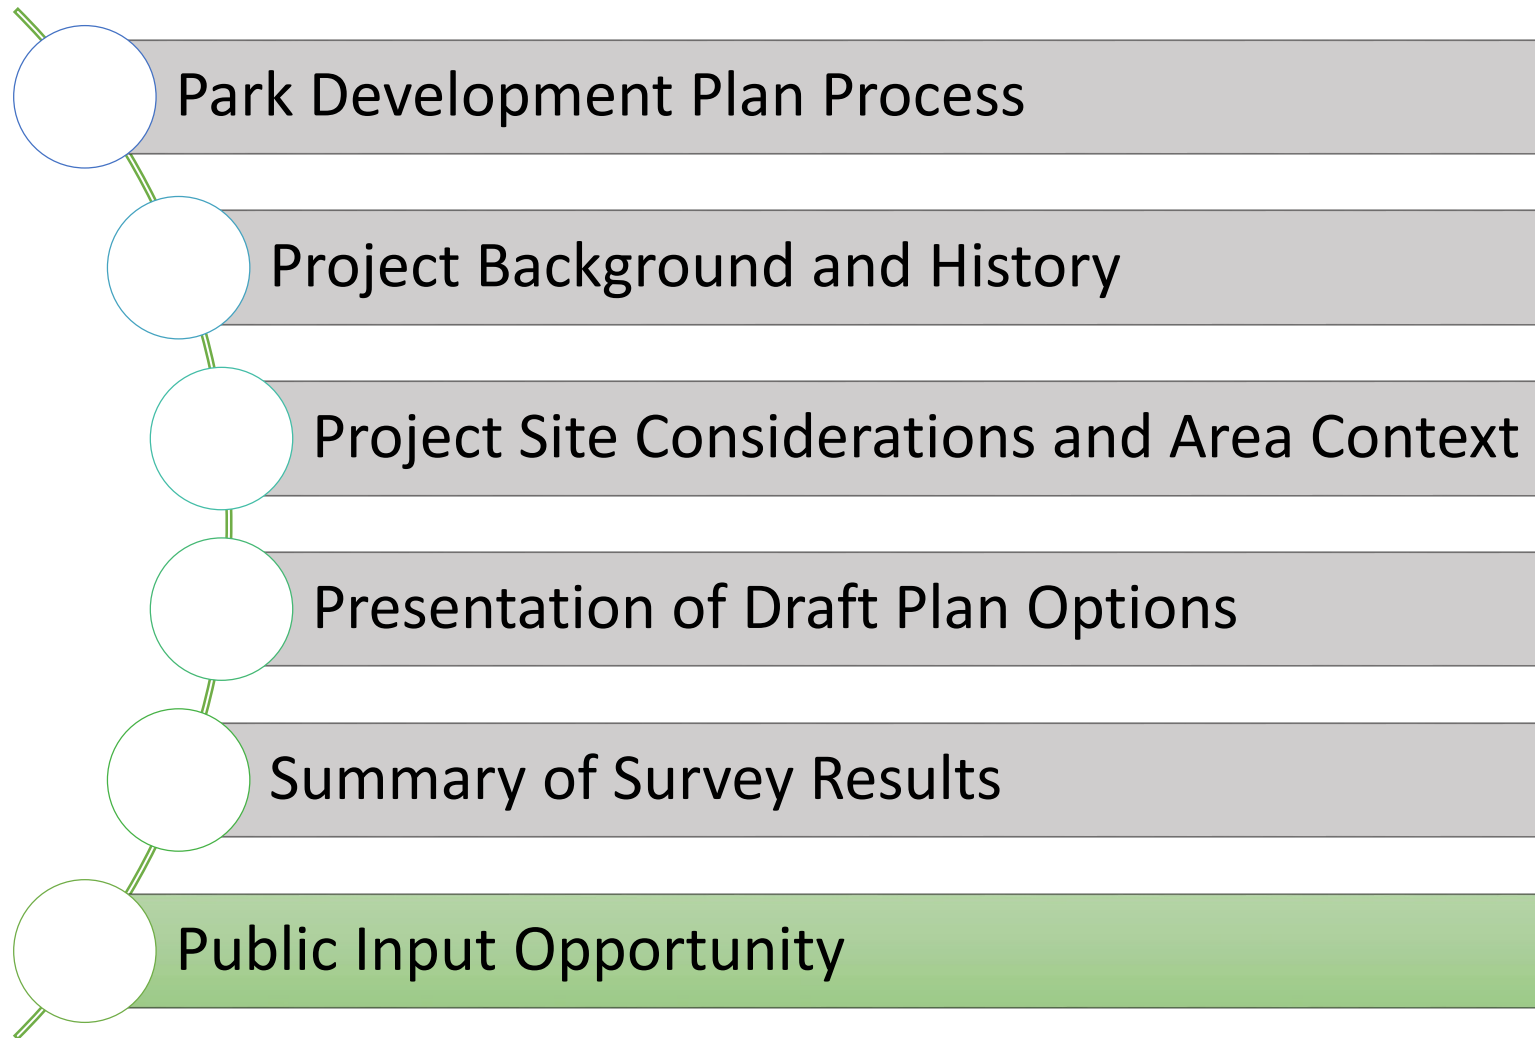 Park Development Plan Process
Project Background and History
Project Site Considerations and Area Context
Presentation of Draft Plan Options
Summary of Survey Results
Public Input Opportunity